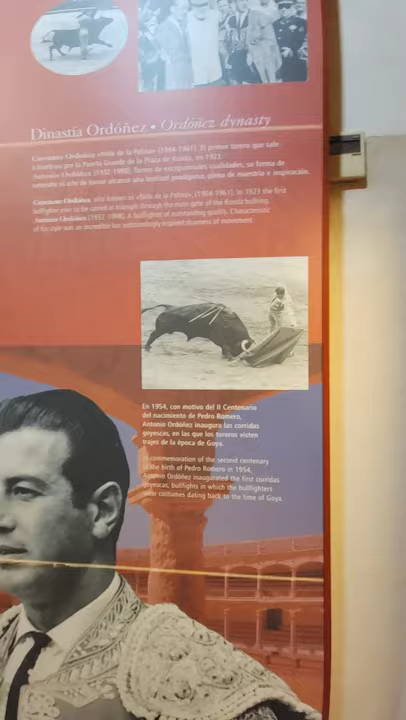 Dinastía Ordóñez • Ordóñez dynasty
Cayetano Ordóñez «Niño de la Palma» (1904-1961). El primer torero que sale
a hombros por la Puerta Grande de la Plaza de Ronda, en 1923.
Antonio Ordóñez (1932-1998). Torero de excepcionales cualidades, su forma de
arte de torear alcanzó una lentitud prodigiosa, plena de maestría e inspiración.
Cayetano Ordóñez, also known as «Niño de la Palma», (1904-1961). In 1923 the first
bullfighter ever to be carried in triumph through the main gate of the Ronda bullring.
Antonio Ordóñez (1932-1998). A bullfighter of outstanding quality. Characteristic
of his style was an incredible but outstandingly inspired slowness of movement.
En 1954, con motivo del II Centenario
del nacimiento de Pedro Romero,
Antonio Ordóñez inaugura las corridas
goyescas, en las que los toreros visten
trajes de la época de Goya.
In commemoration of the second centenary
of the birth of Pedro Romero in 1954,
Antonio Ordóñez inaugurated the first corridas
goyescas, bullfights in which the bullfighters
wear costumes dating back to the time of Goya.